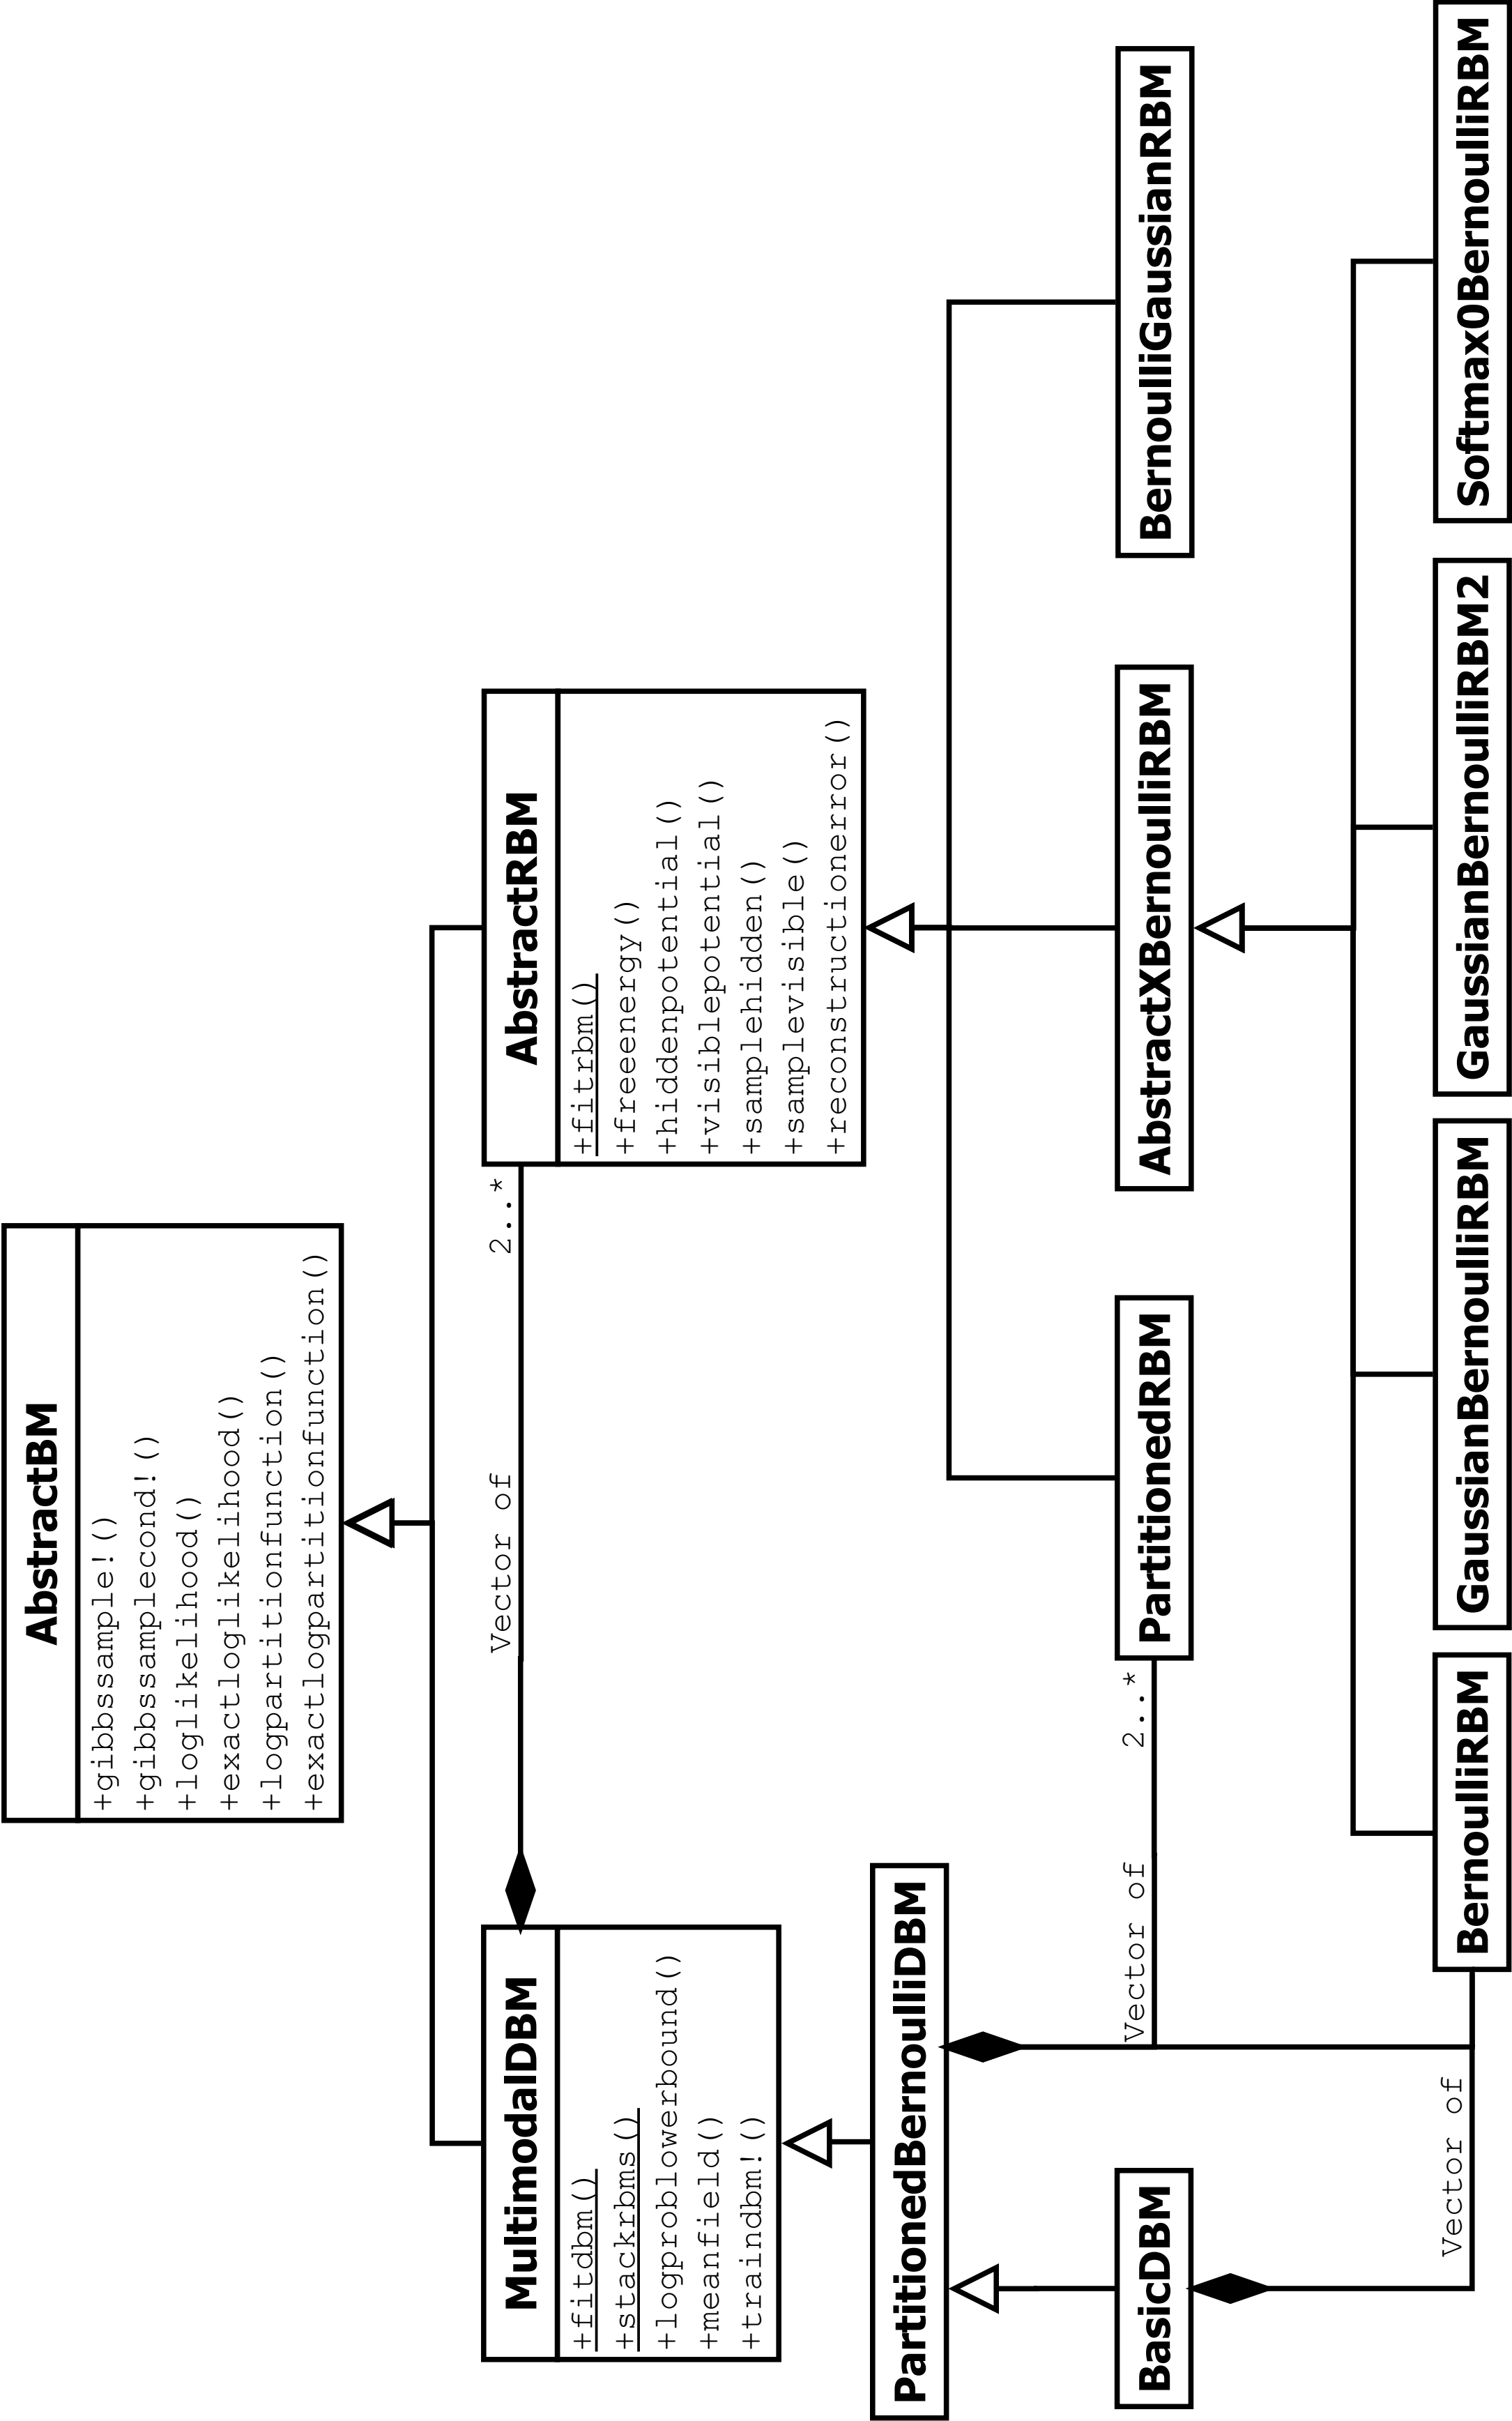 AbstractBM
+gibbssample!()
+gibbssamplecond!()
+loglikelihood()
+exactloglikelihood()
+logpartitionfunction()
+exactlogpartitionfunction()
MultimodalDBM
+fitdbm()
+stackrbms()
+logproblowerbound()
+meanfield()
+traindbm!()
Vector of
2..*
AbstractRBM
+fitrbm()
+freeenergy()
+hiddenpotential()
+visiblepotential()
+samplehidden()
+samplevisible()
+reconstructionerror()
PartitionedBernoulliDBM
BasicDBM
Vector of
2..*
PartitionedRBM
AbstractXBernoulliRBM
BernoulliGaussianRBM
Vector of
BernoulliRBM
GaussianBernoulliRBM
GaussianBernoulliRBM2
Softmax0BernoulliRBM